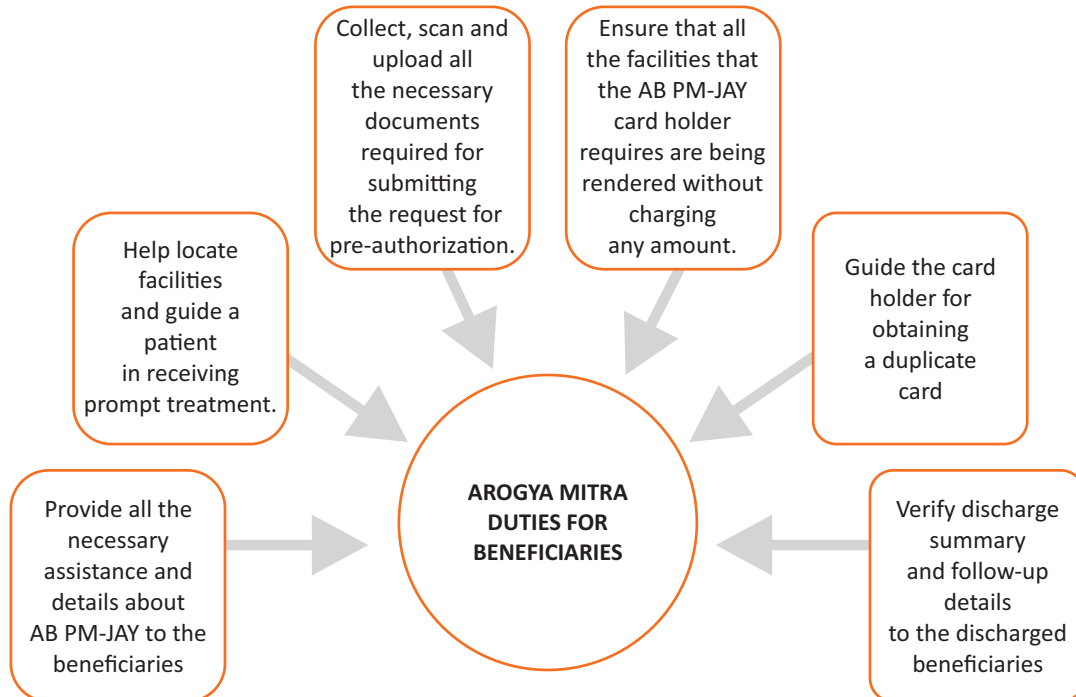 Collect, scan and
upload all
the necessary
documents
required for
submitting
the request for
pre-authorization.
Ensure that all
the facilities that
the AB PM-JAY
card holder
requires are being
rendered without
charging
any amount.
Help locate
facilities
and guide a
patient
in receiving
prompt treatment.
Guide the card
holder for
obtaining
a duplicate
card
Provide all the
necessary
assistance and
details about
AB PM-JAY to the
beneficiaries
AROGYA MITRA
DUTIES FOR
BENEFICIARIES
Verify discharge
summary
and follow-up
details
to the discharged
beneficiaries